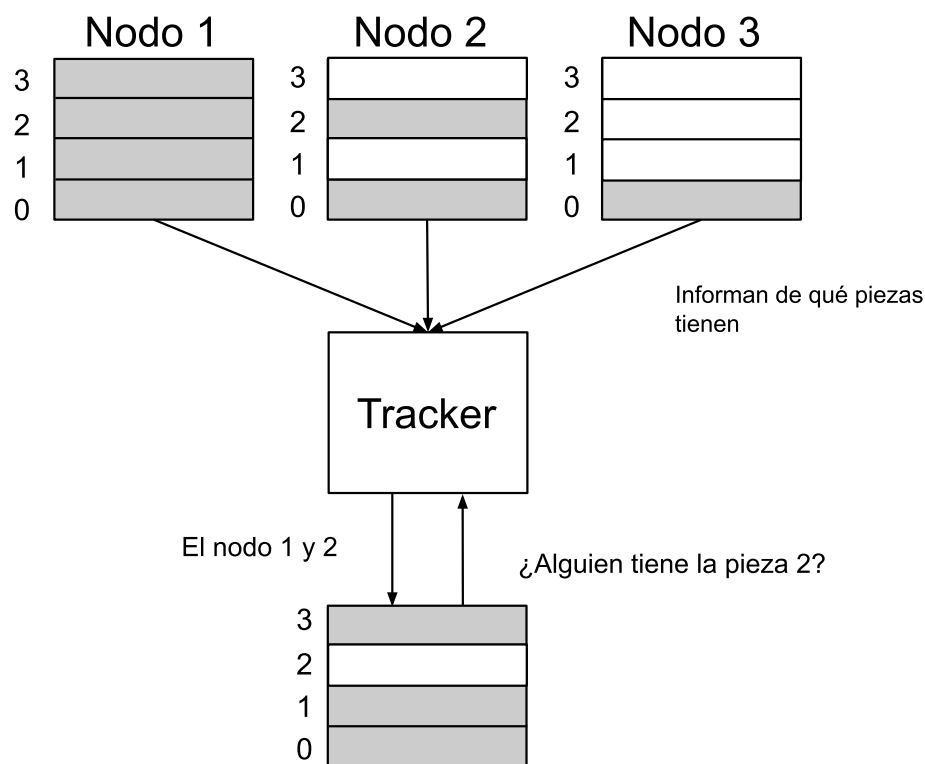 Nodo 1
Nodo 2
Nodo 3
3
2
1
0
3
2
1
0
3
2
1
0
Informan de qué piezas
tienen
Tracker
El nodo 1 y 2
¿Alguien tiene la pieza 2?
3
2
1
0